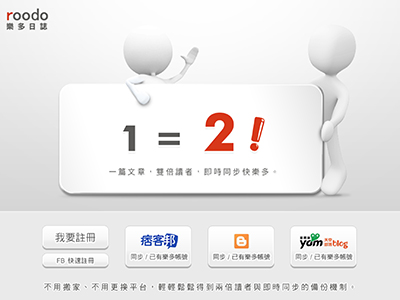 roodo
樂多日誌
1 = 2!
一篇文章，雙倍讀者、即時同步快樂多。
我要註冊
FB 快速註冊
痞客邦
同步 / 已有樂多帳號
同步 / 已有樂多帳號
yam blog
同步 / 已有樂多帳號
不用搬家、不用更換平台，輕輕鬆鬆得到兩倍讀者與即時同步的備份機制。